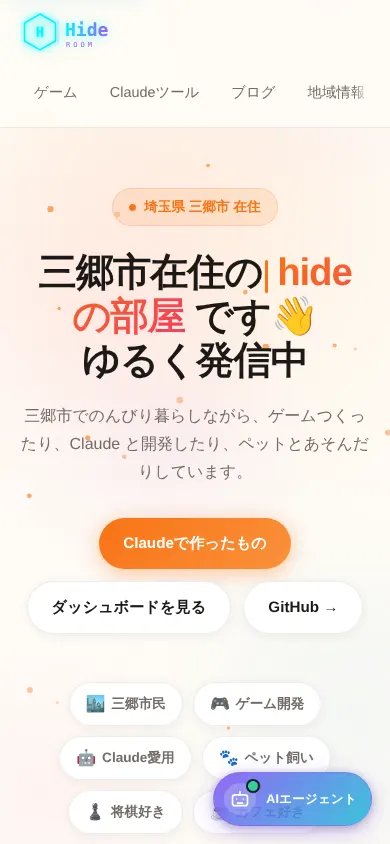 H Hide
ROOM
ゲーム Claudeツール ブログ 地域情報
埼玉県 三郷市 在住
三郷市在住の| hide
の部屋 です👋
ゆるく発信中
三郷市でのんびり暮らしながら、ゲームつくっ
たり、Claude と開発したり、ペットとあそんだ
りしています。
Claudeで作ったもの
ダッシュボードを見る GitHub →
🏙️ 三郷市民 🎮 ゲーム開発
🤖 Claude愛用 🐾 ペット飼い
♟️ 将棋好き カフェ好き
AIエージェント